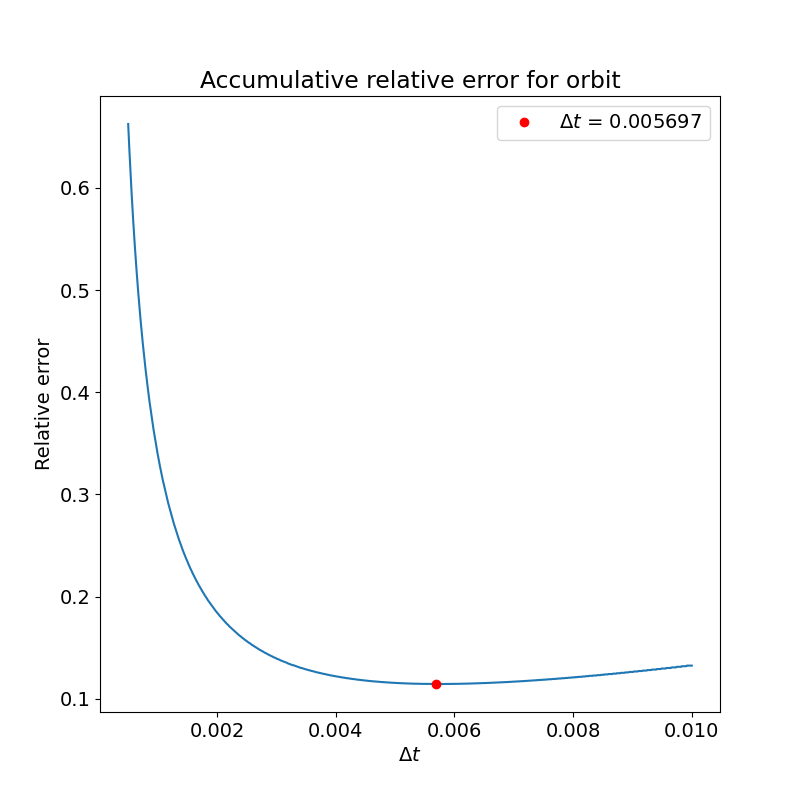 Accumulative relative error for orbit
Δt = 0.005697
Relative error
0.6
0.5
0.4
0.3
0.2
0.1
0.002 0.004 0.006 0.008 0.010
Δt